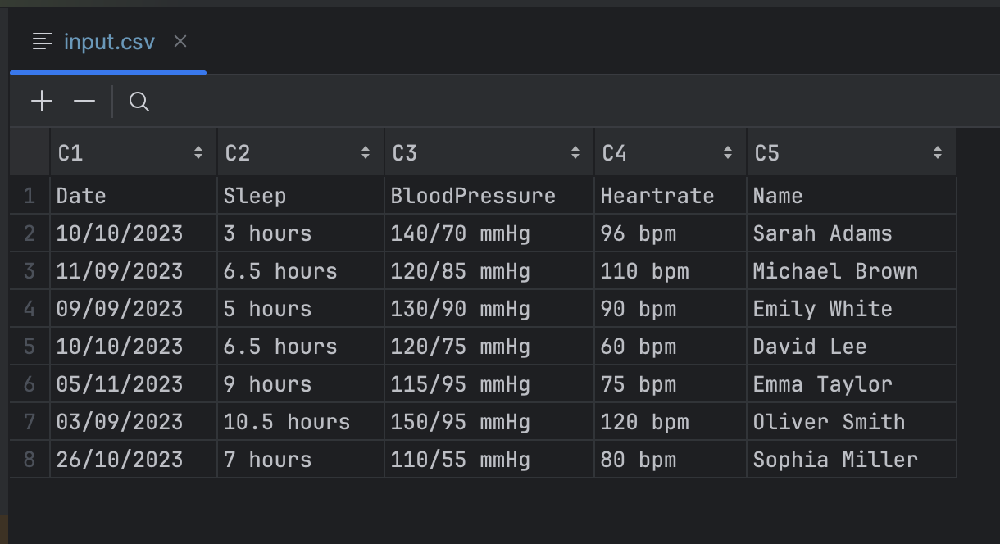 input.csv
C1 C2 C3 C4 C5
1 Date Sleep BloodPressure Heartrate Name
2 10/10/2023 3 hours 140/70 mmHg 96 bpm Sarah Adams
3 11/09/2023 6.5 hours 120/85 mmHg 110 bpm Michael Brown
4 09/09/2023 5 hours 130/90 mmHg 90 bpm Emily White
5 10/10/2023 6.5 hours 120/75 mmHg 60 bpm David Lee
6 05/11/2023 9 hours 115/95 mmHg 75 bpm Emma Taylor
7 03/09/2023 10.5 hours 150/95 mmHg 120 bpm Oliver Smith
8 26/10/2023 7 hours 110/55 mmHg 80 bpm Sophia Miller